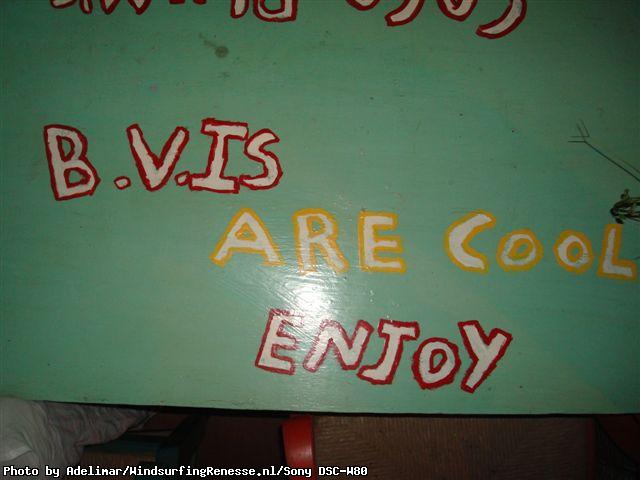 B.V.IS
ARE COOL
ENJOY
Photo by Adelimar/WindsurfingRenesse.nl/Sony DSC-W80